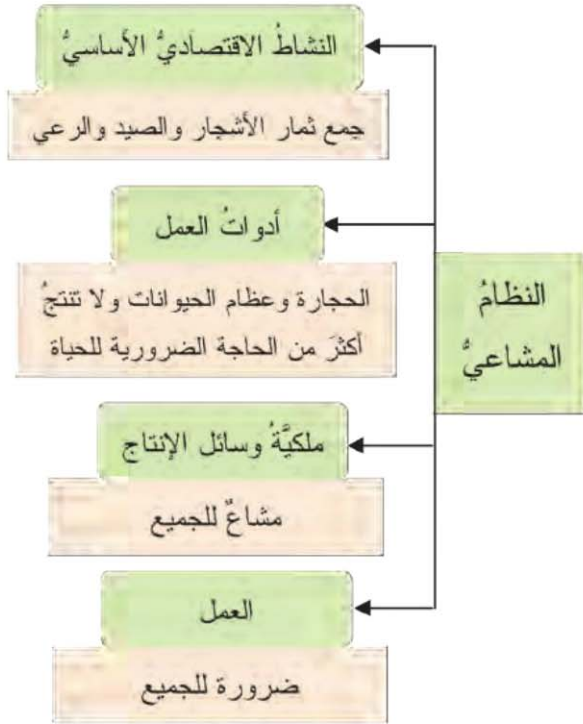 النظامُ
المشاعيُّ
النشاطُ الاقتصاديُّ الأساسيُّ
جمع ثمار الأشجار والصيد والرعي
أدواتُ العمل
الحجارة وعظام الحيوانات ولا تنتجُ
أكثرَ من الحاجة الضرورية للحياة
ملكيَّةُ وسائل الإنتاج
مشاعٌ للجميع
العمل
ضرورة للجميع